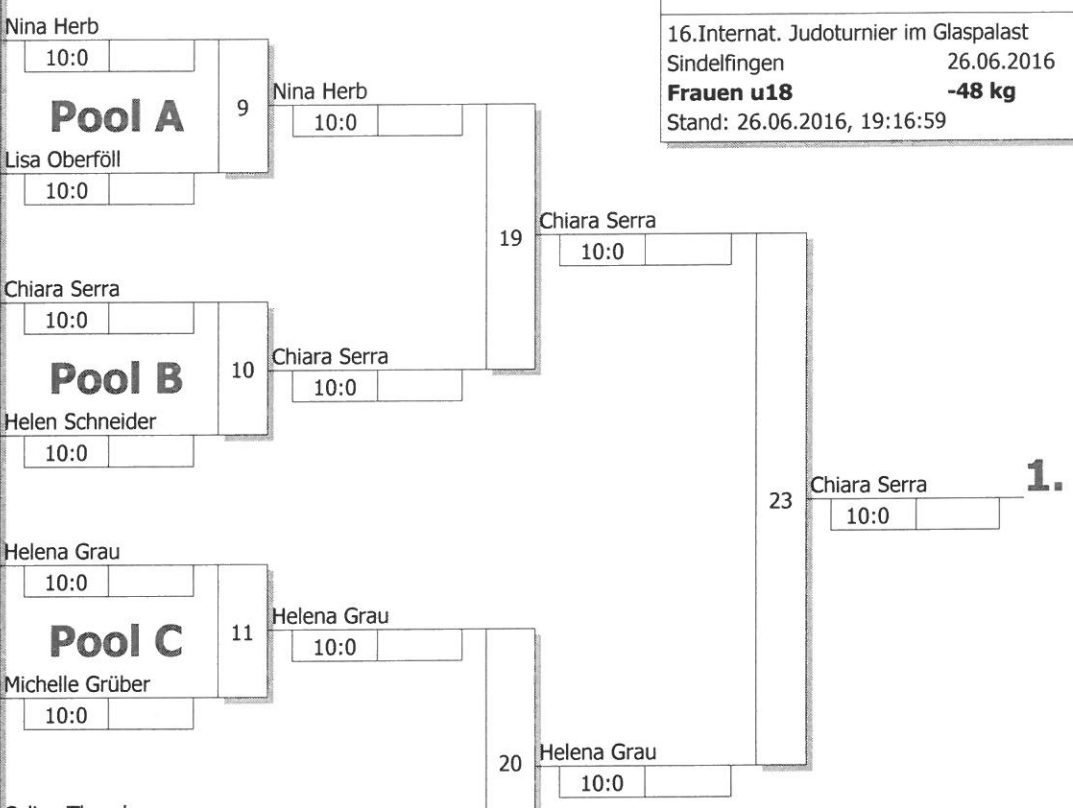 16.Internat. Judoturnier im Glaspalast
Sindelfingen 26.06.2016
Frauen u18 -48 kg
Stand: 26.06.2016, 19:16:59
Nina Herb
10:0
Pool A
9
Lisa Oberföll
10:0
Nina Herb
10:0
Chiara Serra
10:0
Pool B
10
Helen Schneider
10:0
Chiara Serra
10:0
19
Chiara Serra
10:0
Helena Grau
10:0
Pool C
11
Michelle Grüber
10:0
Helena Grau
10:0
20
Helena Grau
10:0
23
Chiara Serra
10:0
1.